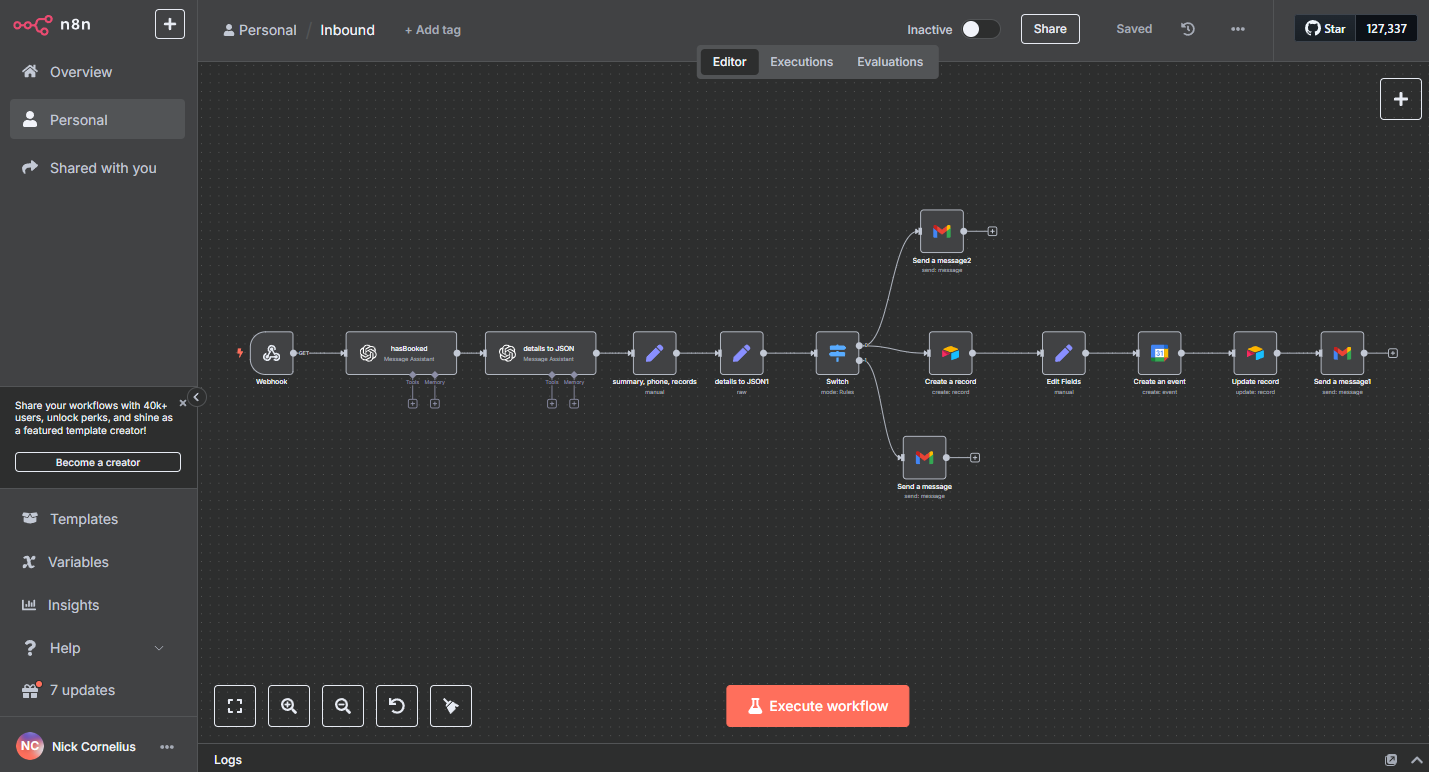 n8n
Overview
Personal
Shared with you
Share your workflows with 40k+
users, unlock perks, and shine as
a featured template creator!
Become a creator
Templates
Variables
Insights
Help
7 updates
NC Nick Cornelius
Personal / Inbound + Add tag
Inactive
Share
Saved
Star 127,337
Editor Executions Evaluations
Send a message2
send: message
GET
Webhook
hasBooked
Message Assistant
Tools Memory
details to JSON
Message Assistant
Tools Memory
summary, phone, records
manual
details to JSON1
raw
Switch
mode: Rules
Create a record
create: record
Edit Fields
manual
31
Create an event
create: event
Update record
update: record
Send a message1
send: message
Send a message
send: message
Execute workflow
Logs